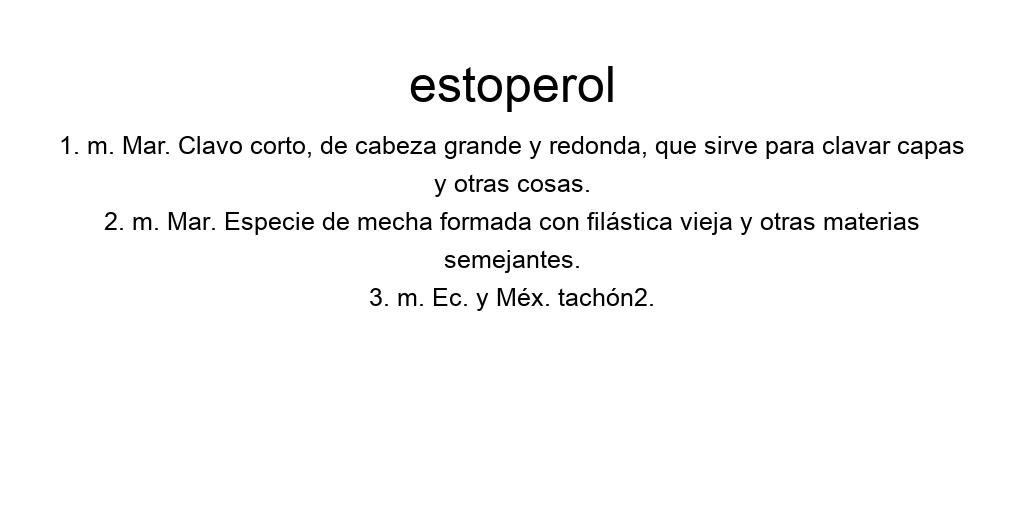 estoperol
1. m. Mar. Clavo corto, de cabeza grande y redonda, que sirve para clavar capas
y otras cosas.
2. m. Mar. Especie de mecha formada con filástica vieja y otras materias
semejantes.
3. m. Ec. y Méx. tachón2.